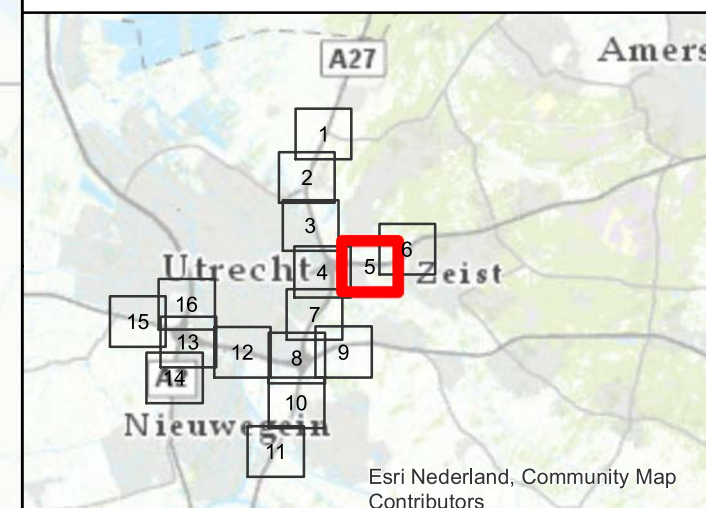 A27
Amers
1
2
3
6
4
5
Utrecht
Zeist
16
7
15
13
12
8
9
14
10
Nieuwegein
11
Esri Nederland, Community Map
Contributors